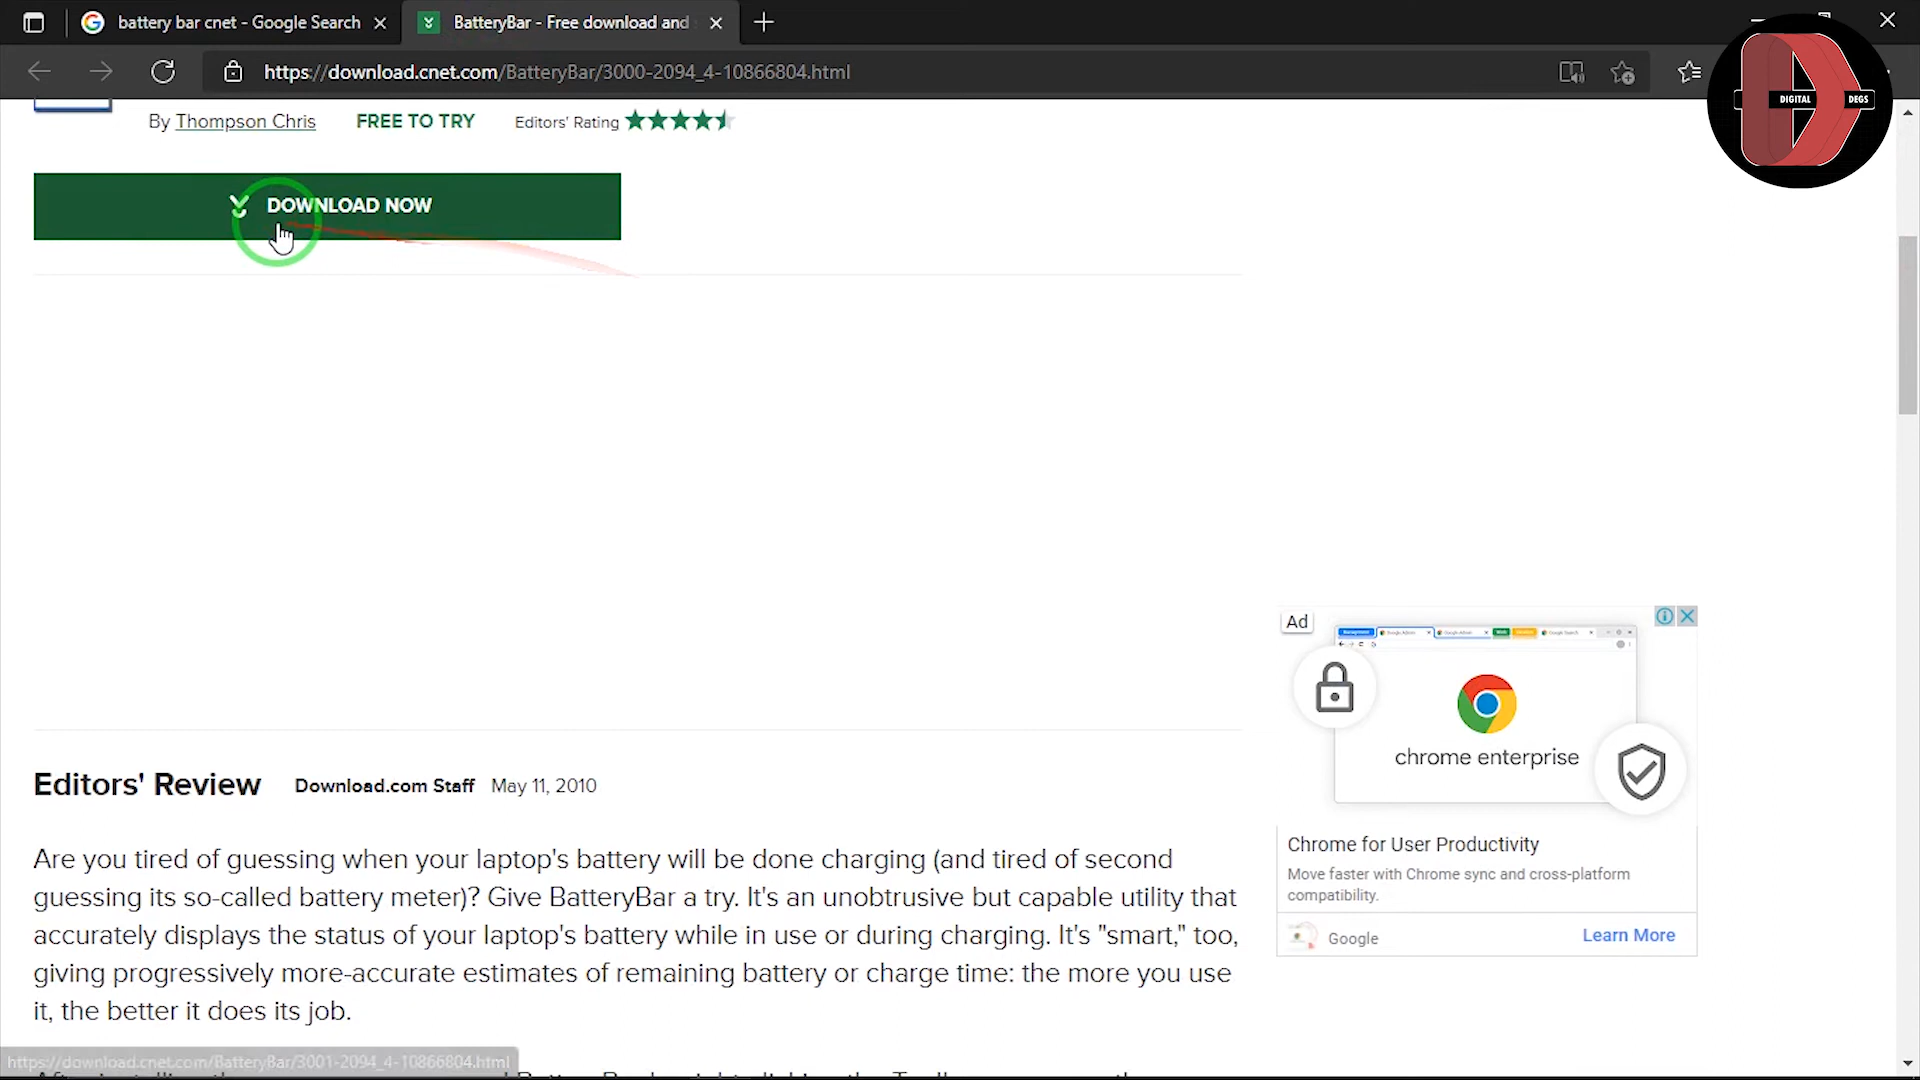 battery bar cnet - Google Search
BatteryBar - Free download and
https://download.cnet.com/BatteryBar/3000-2094_4-10866804.html
DIGITAL DEGS
By Thompson Chris FREE TO TRY Editors' Rating
DOWNLOAD NOW
Ad
chrome enterprise
Chrome for User Productivity
Move faster with Chrome sync and cross-platform
compatibility.
Google Learn More
Editors' Review Download.com Staff May 11, 2010
Are you tired of guessing when your laptop's battery will be done charging (and tired of second
guessing its so-called battery meter)? Give BatteryBar a try. It's an unobtrusive but capable utility that
accurately displays the status of your laptop's battery while in use or during charging. It's "smart," too,
giving progressively more-accurate estimates of remaining battery or charge time: the more you use
it, the better it does its job.
https://download.cnet.com/BatteryBar/3001-2094_4-10866804.html